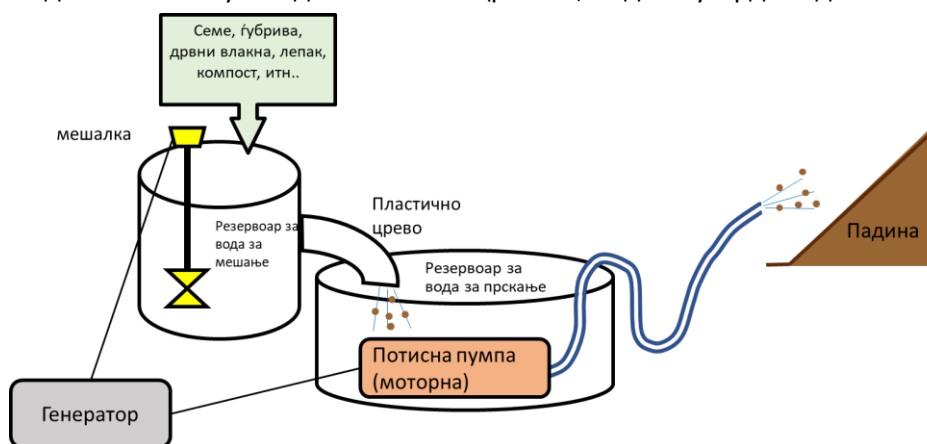 Семе, ѓубрива,
дрвни влакна, лепак,
компост, итн..
мешалка
Резервоар за
вода за
мешање
Пластично
црево
Резервоар за
вода за прскање
Падина
Потисна пумпа
(моторна)
Генератор